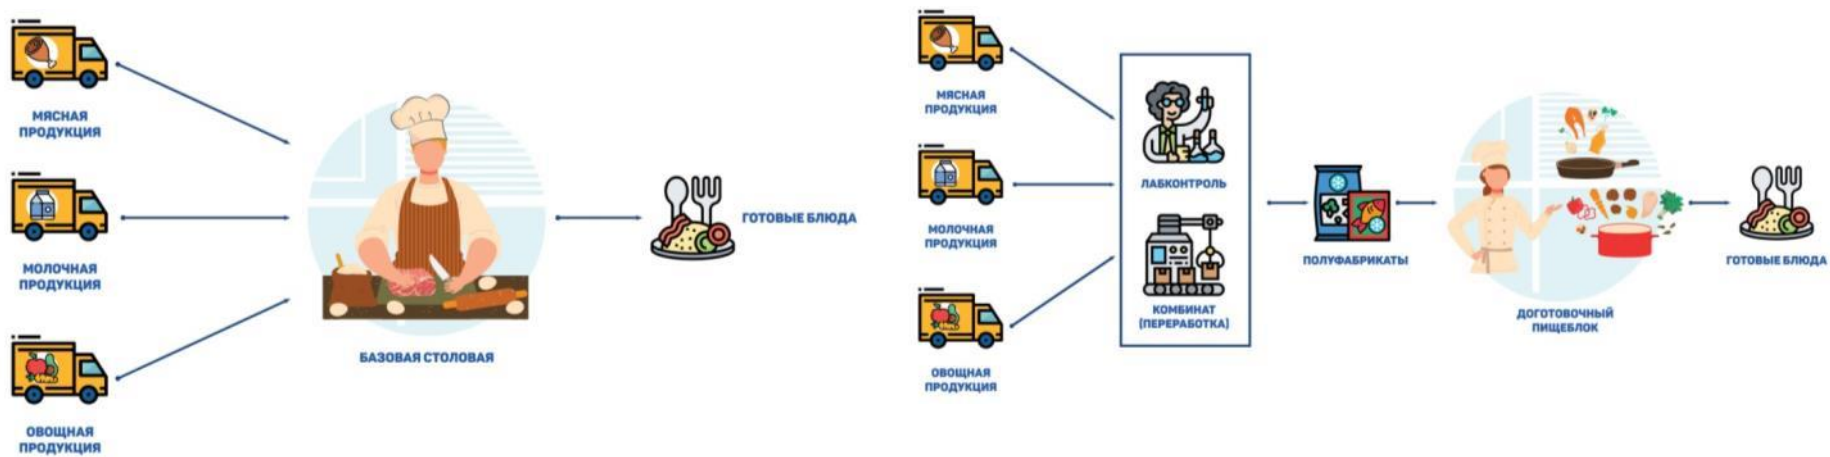 МЯСНАЯ
ПРОДУКЦИЯ
МОЛОЧНАЯ
ПРОДУКЦИЯ
ОВОЩНАЯ
ПРОДУКЦИЯ
БАЗОВАЯ СТОЛОВАЯ
ГОТОВЫЕ БЛЮДА
МЯСНАЯ
ПРОДУКЦИЯ
МОЛОЧНАЯ
ПРОДУКЦИЯ
ОВОЩНАЯ
ПРОДУКЦИЯ
ЛАБКОНТРОЛЬ
КОМБИНАТ
(ПЕРЕРАБОТКА)
ПОЛУФАБРИКАТЫ
ДОГОТОВОЧНЫЙ
ПИЩЕБЛОК
ГОТОВЫЕ БЛЮДА